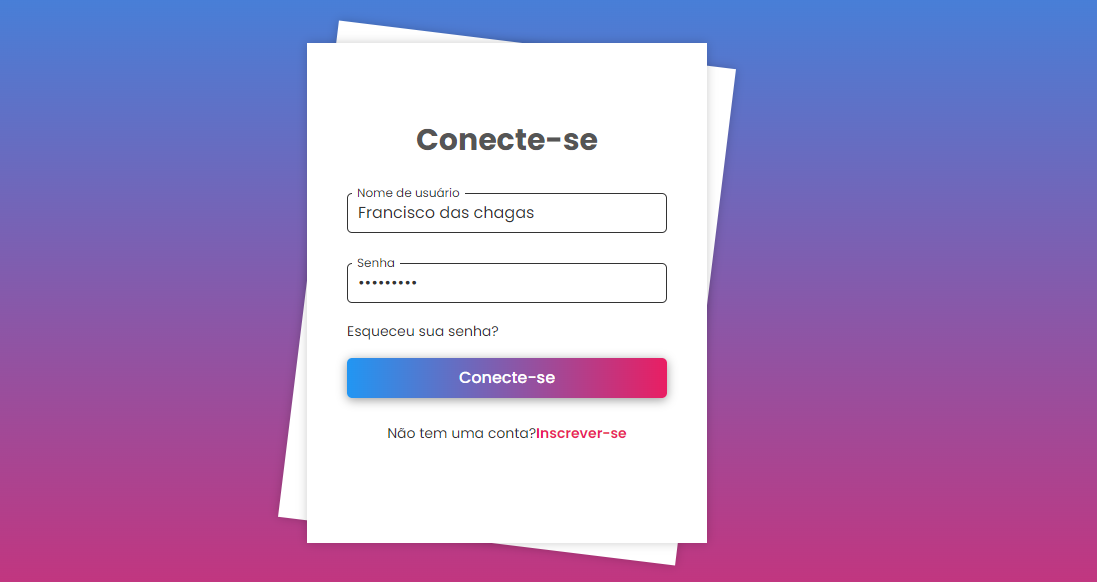 Conecte-se
Nome de usuário
Francisco das chagas
Senha
•••••••••
Esqueceu sua senha?
Conecte-se
Não tem uma conta?Inscrever-se